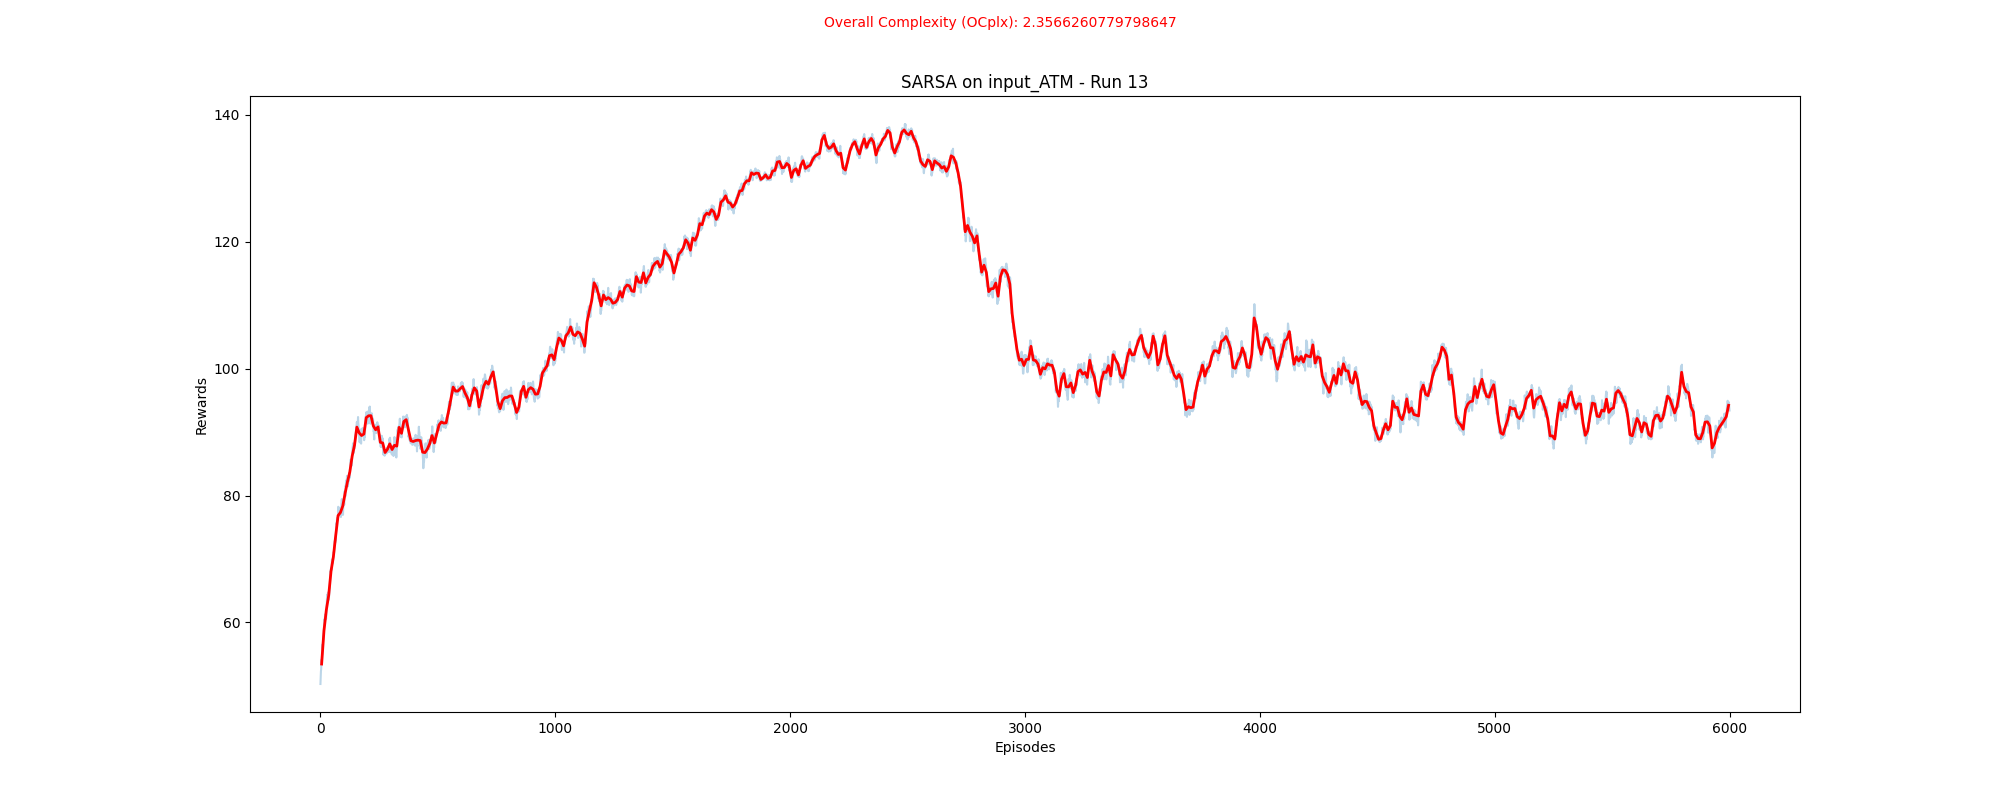 Overall Complexity (OCplx): 2.3566260779798647
SARSA on input_ATM - Run 13
140
120
100
80
60
Rewards
0 1000 2000 3000 4000 5000 6000
Episodes